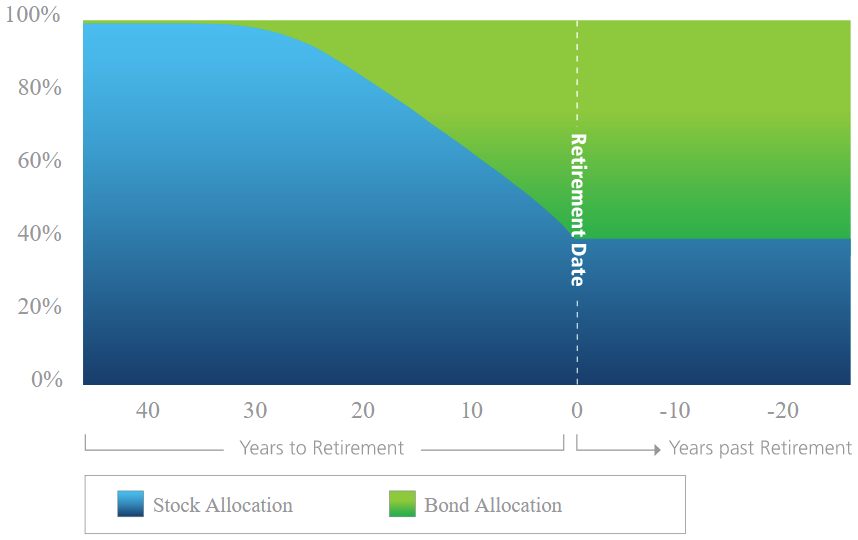 100%
80%
60%
40%
20%
0%
Retirement Date
40 30 20 10 0 -10 -20
Years to Retirement Years past Retirement
Stock Allocation Bond Allocation